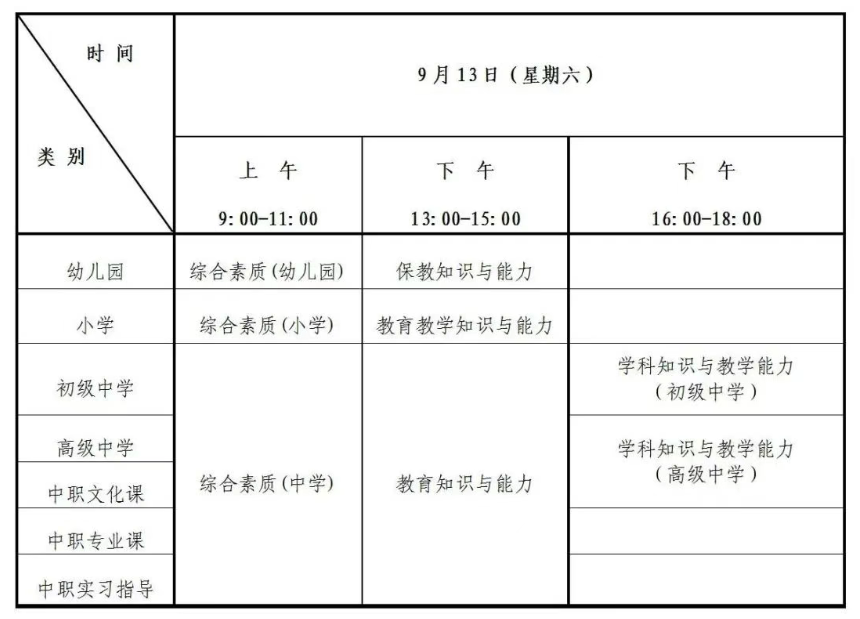 时 间
类 别
9 月 13 日 (星期六)
上 午
9:00-11:00
下 午
13:00-15:00
下 午
16:00-18:00
幼儿园
综合素质(幼儿园)
保教知识与能力
小学
综合素质(小学)
教育教学知识与能力
初级中学
综合素质(中学)
教育知识与能力
学科知识与教学能力
(初级中学)
高级中学
学科知识与教学能力
(高级中学)
中职文化课
中职专业课
中职实习指导